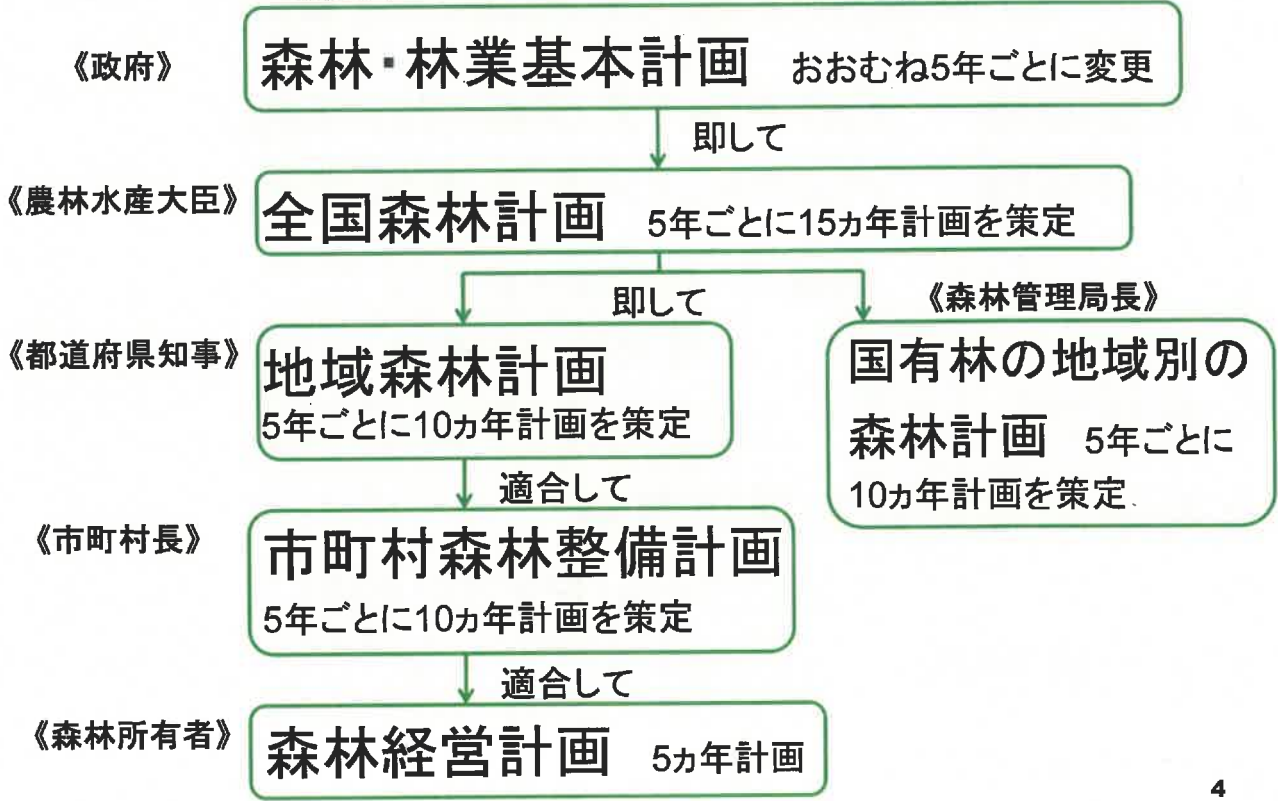 《政府》
森林・林業基本計画 おおむね5年ごとに変更
即して
《農林水産大臣》
全国森林計画 5年ごとに15ヵ年計画を策定
即して
《都道府県知事》
地域森林計画
5年ごとに10ヵ年計画を策定
《森林管理局長》
国有林の地域別の
森林計画 5年ごとに
10ヵ年計画を策定
適合して
《市町村長》
市町村森林整備計画
5年ごとに10ヵ年計画を策定
適合して
《森林所有者》
森林経営計画 5ヵ年計画
4